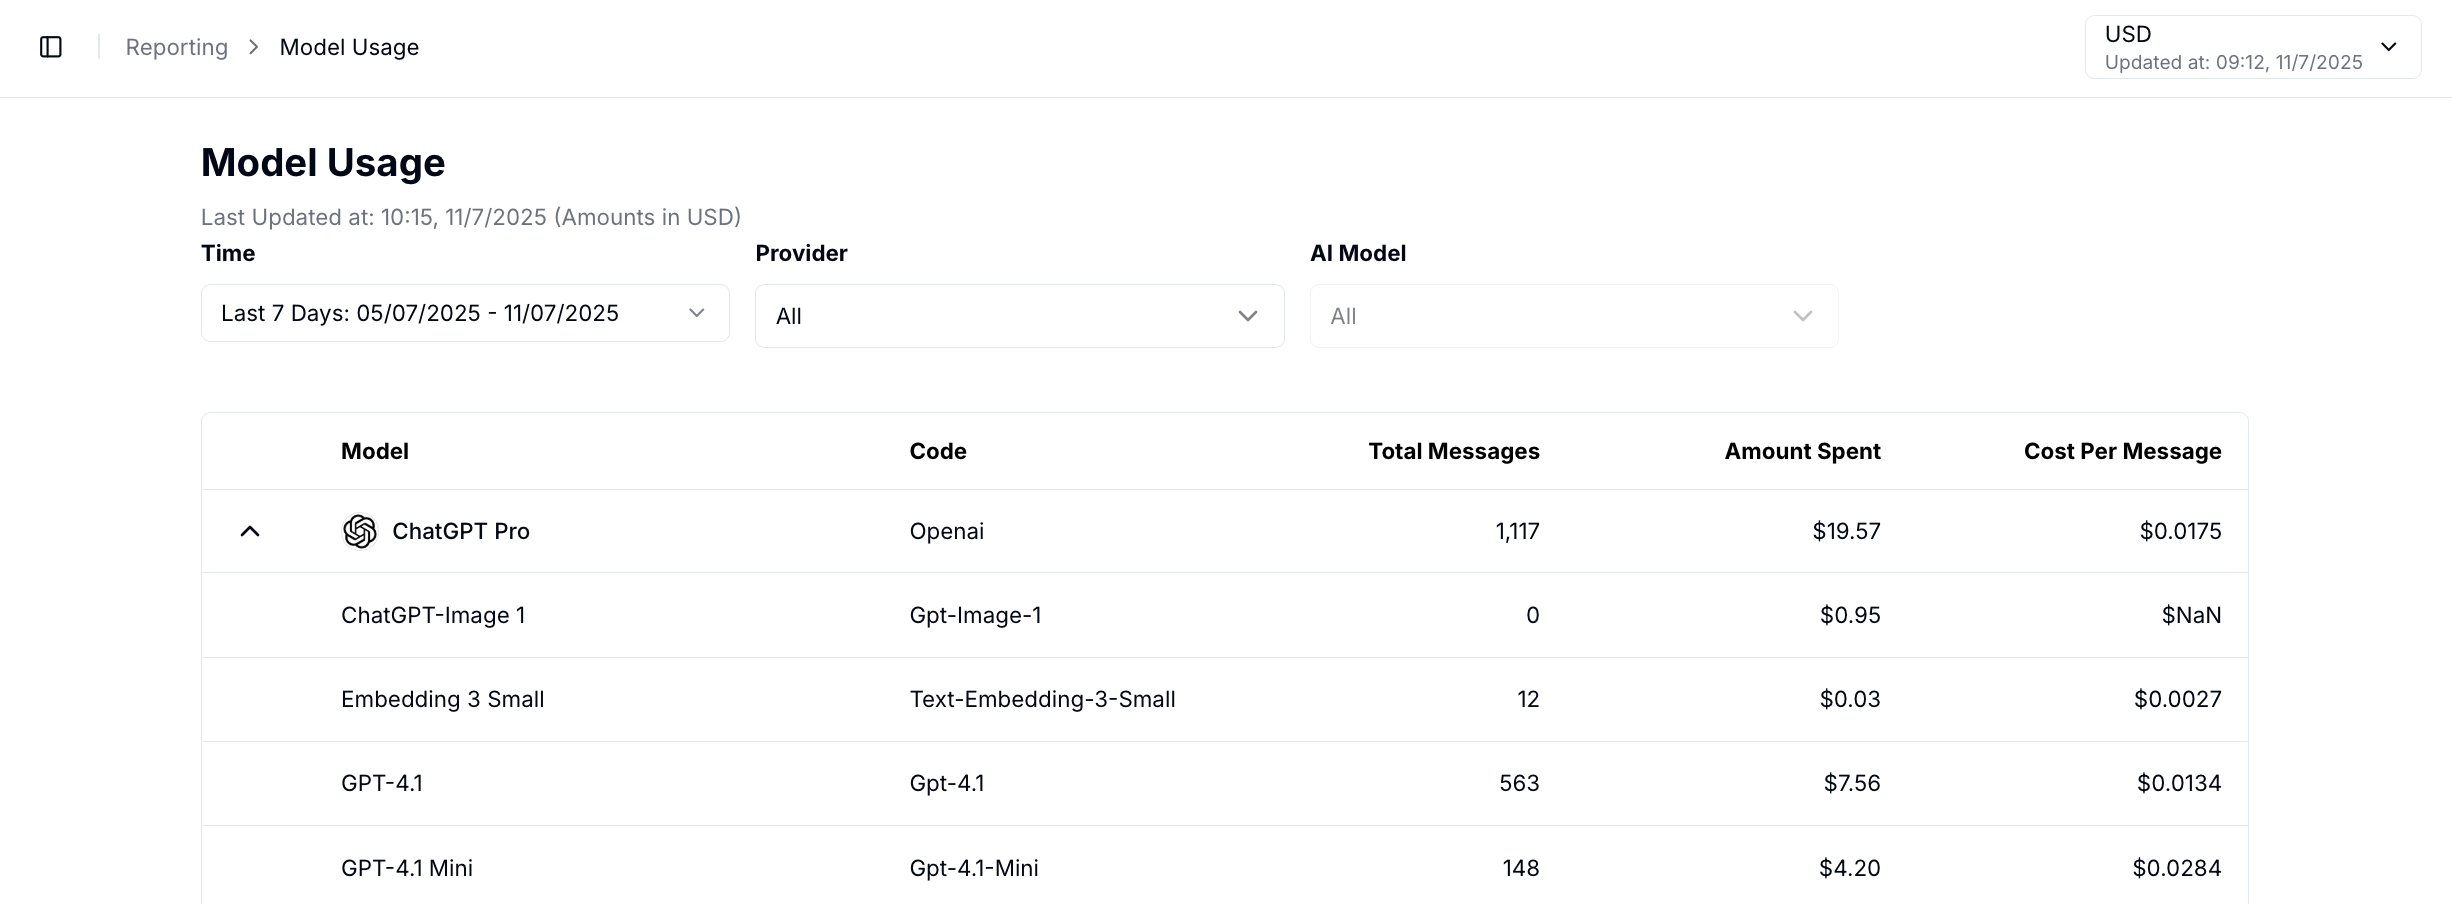 Reporting > Model Usage
USD
Updated at: 09:12, 11/7/2025
Model Usage
Last Updated at: 10:15, 11/7/2025 (Amounts in USD)
Time Provider AI Model
Last 7 Days: 05/07/2025 - 11/07/2025 All All
Model Code Total Messages Amount Spent Cost Per Message
ChatGPT Pro Openai 1,117 $19.57 $0.0175
ChatGPT-Image 1 Gpt-Image-1 0 $0.95 $NaN
Embedding 3 Small Text-Embedding-3-Small 12 $0.03 $0.0027
GPT-4.1 Gpt-4.1 563 $7.56 $0.0134
GPT-4.1 Mini Gpt-4.1-Mini 148 $4.20 $0.0284